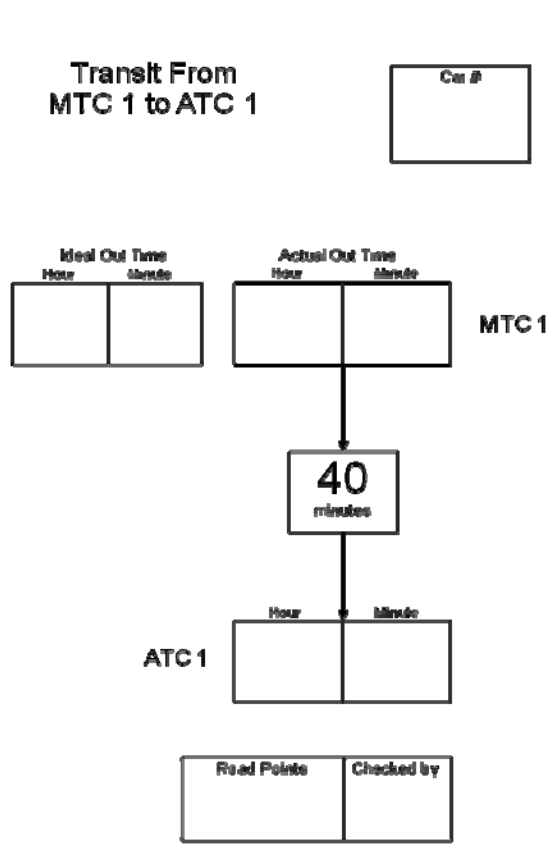 Transit From
MTC 1 to ATC 1
Car #
Ideal Out Time
Hour Minute
Actual Out Time
Hour Minute
MTC 1
40
minutes
Hour Minute
ATC 1
Road Points
Checked by